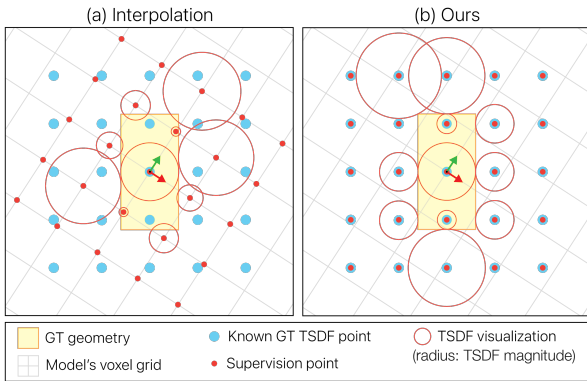 (a) Interpolation
(b) Ours
GT geometry
Known GT TSDF point
TSDF visualization
(radius: TSDF magnitude)
Model's voxel grid
Supervision point